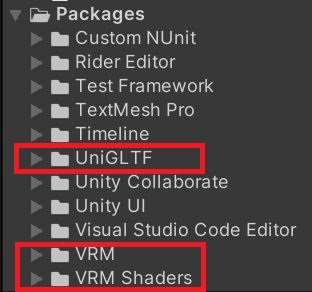 Packages
Custom NUnit
Rider Editor
Test Framework
TextMesh Pro
Timeline
UniGLTF
Unity Collaborate
Unity UI
Visual Studio Code Editor
VRM
VRM Shaders